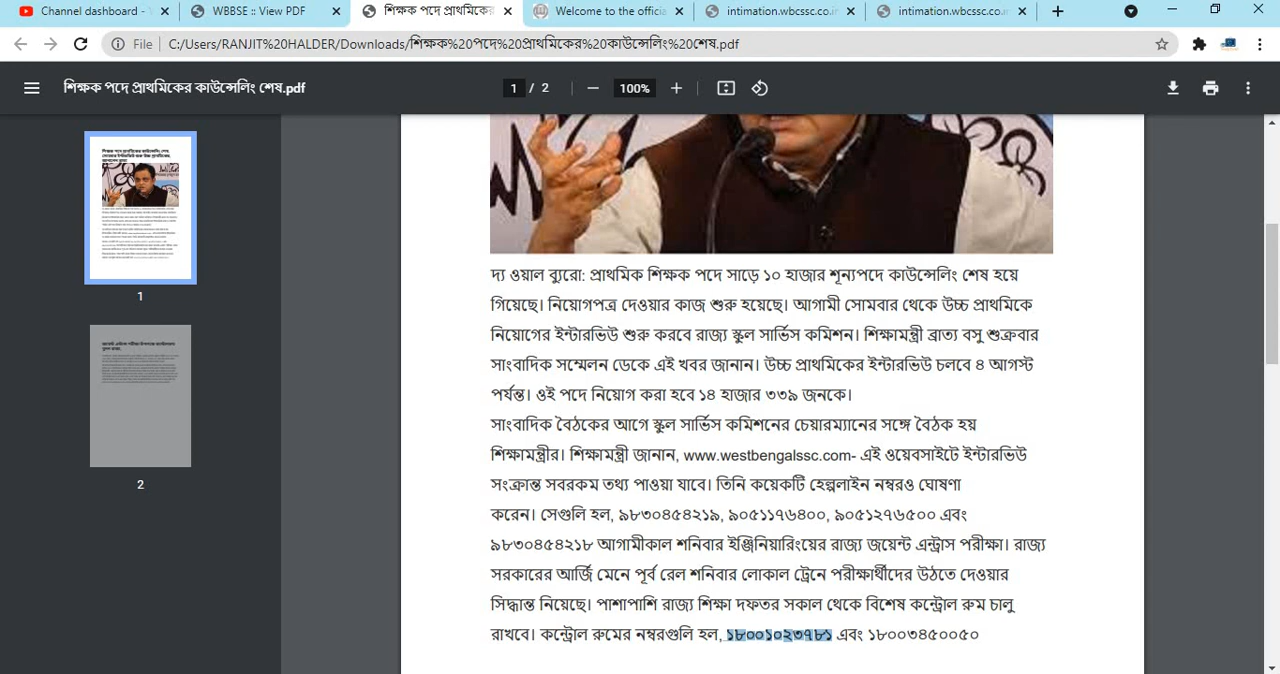 Channel dashboard - Y
WBBSE :: View PDF
শিক্ষক পদে প্রাথমিকের
Welcome to the officia
intimation.wbcssc.co.in
intimation.wbcssc.co.in
File C:/Users/RANJIT%20HALDER/Downloads/শিক্ষক%20পদে%20প্রাথমিকের%20কাউন্সেলিং%20শেষ.pdf
শিক্ষক পদে প্রাথমিকের কাউন্সেলিং শেষ.pdf
1 / 2
100%
1
2
দ্য ওয়াল ব্যুরো: প্রাথমিক শিক্ষক পদে সাড়ে ১০ হাজার শূন্যপদে কাউন্সেলিং শেষ হয়ে
গিয়েছে। নিয়োগপত্র দেওয়ার কাজ শুরু হয়েছে। আগামী সোমবার থেকে উচ্চ প্রাথমিকে
নিয়োগের ইন্টারভিউ শুরু করবে রাজ্য স্কুল সার্ভিস কমিশন। শিক্ষামন্ত্রী ব্রাত্য বসু শুক্রবার
সাংবাদিক সম্মেলন ডেকে এই খবর জানান। উচ্চ প্রাথমিকের ইন্টারভিউ চলবে ৪ আগস্ট
পর্যন্ত। ওই পদে নিয়োগ করা হবে ১৪ হাজার ৩৩৯ জনকে।
সাংবাদিক বৈঠকের আগে স্কুল সার্ভিস কমিশনের চেয়ারম্যানের সঙ্গে বৈঠক হয়
শিক্ষামন্ত্রীর। শিক্ষামন্ত্রী জানান, www.westbengalssc.com- এই ওয়েবসাইটে ইন্টারভিউ
সংক্রান্ত সবরকম তথ্য পাওয়া যাবে। তিনি কয়েকটি হেল্পলাইন নম্বরও ঘোষণা
করেন। সেগুলি হল, ৯৮৩০৪৫৪২১৯, ৯০৫১১৭৬৪০০, ৯০৫১২৭৬৫০০ এবং
৯৮৩০৪৫৪২১৮ আগামীকাল শনিবার ইঞ্জিনিয়ারিংয়ের রাজ্য জয়েন্ট এন্ট্রাস পরীক্ষা। রাজ্য
সরকারের আর্জি মেনে পূর্ব রেল শনিবার লোকাল ট্রেনে পরীক্ষার্থীদের উঠতে দেওয়ার
সিদ্ধান্ত নিয়েছে। পাশাপাশি রাজ্য শিক্ষা দফতর সকাল থেকে বিশেষ কন্ট্রোল রুম চালু
রাখবে। কন্ট্রোল রুমের নম্বরগুলি হল, ১৮০০১০২৩৭৮১ এবং ১৮০০৩৪৫০০৫০